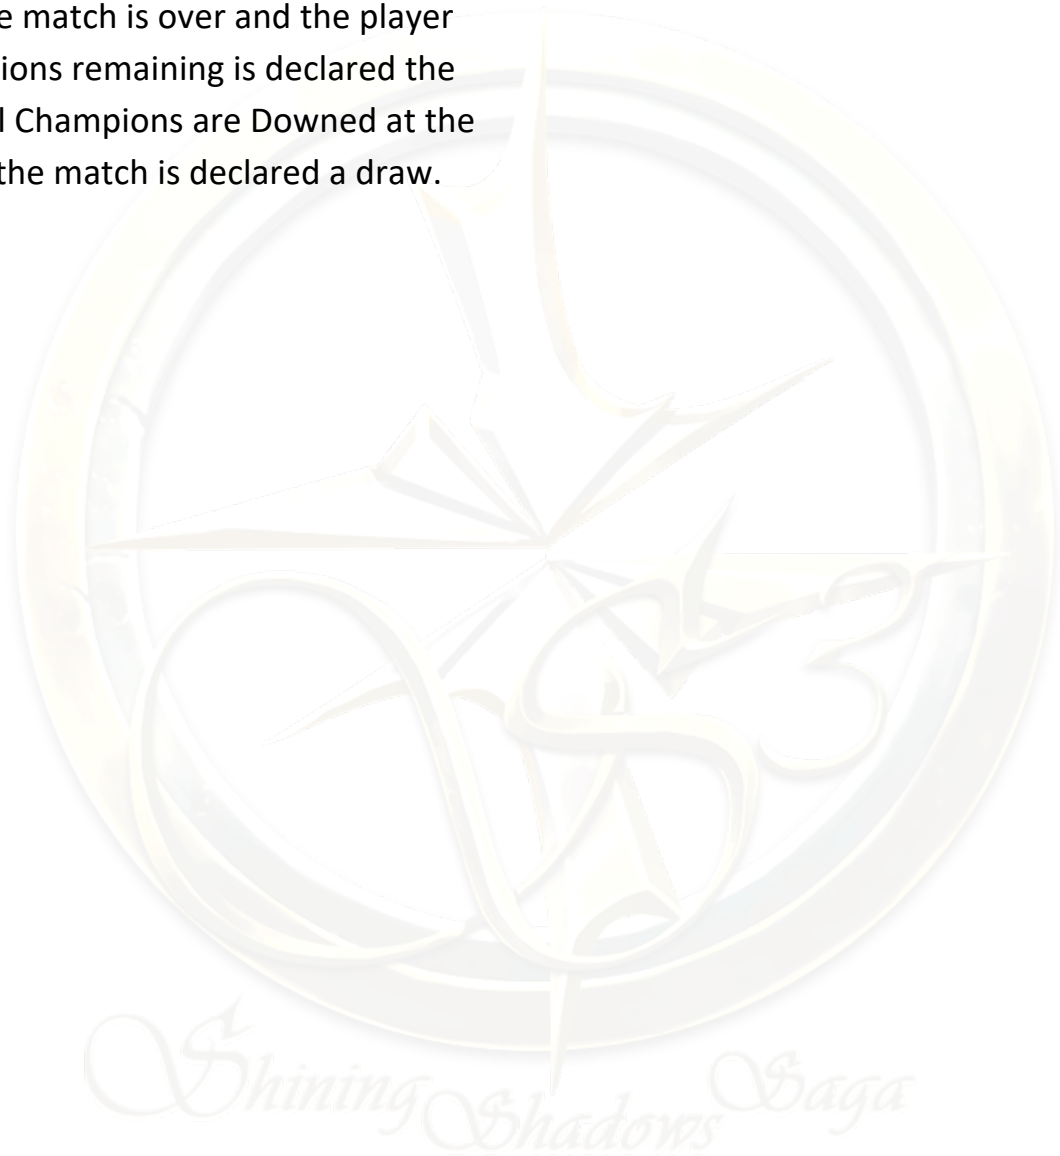 e match is over and the player
ions remaining is declared the
l Champions are Downed at the
the match is declared a draw.
S3
Shining Shadows Saga